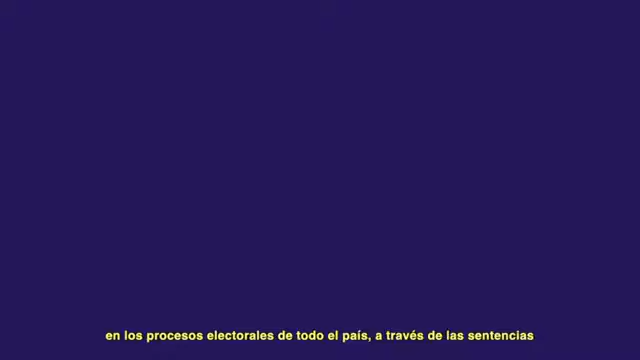 en los procesos electorales de todo el país, a través de las sentencias